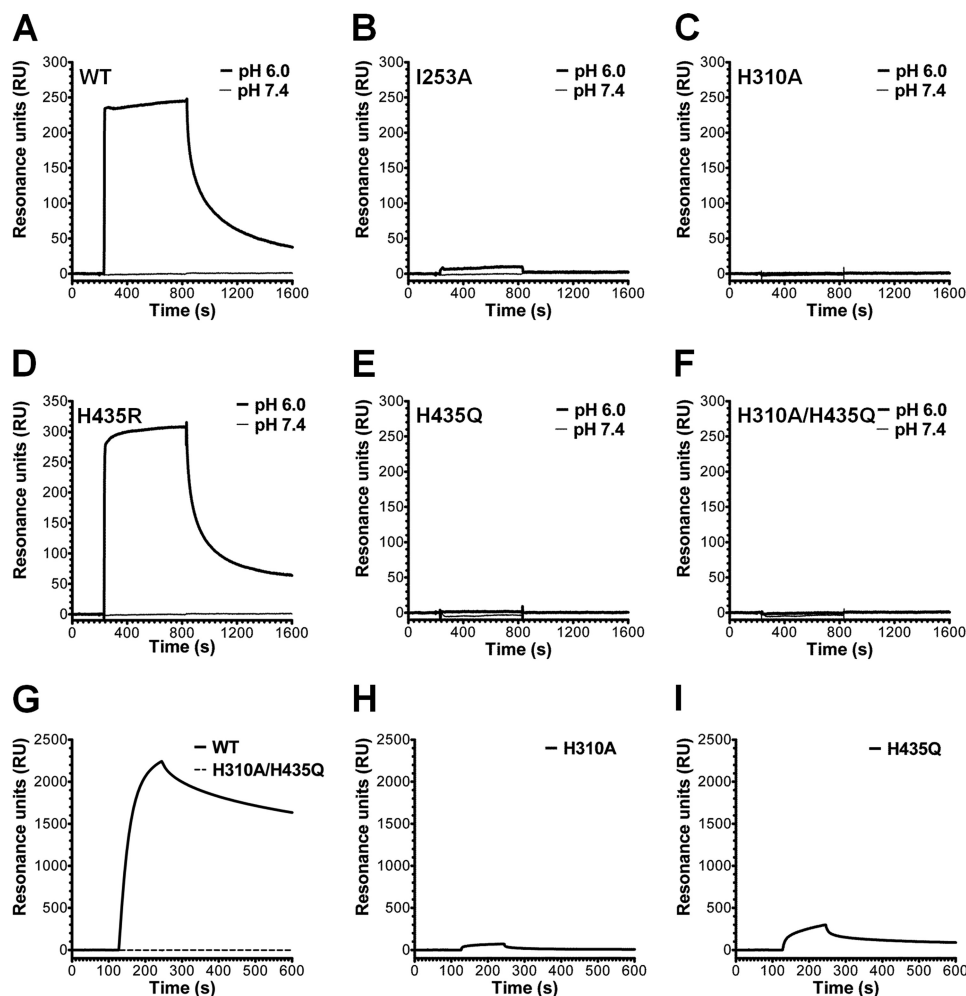 A
Resonance units (RU)
300
250
200
150
100
50
0
WT
pH 6.0
pH 7.4
0 400 800 1200 1600
Time (s)
B
Resonance units (RU)
300
250
200
150
100
50
0
I253A
pH 6.0
pH 7.4
0 400 800 1200 1600
Time (s)
C
Resonance units (RU)
300
250
200
150
100
50
0
H310A
pH 6.0
pH 7.4
0 400 800 1200 1600
Time (s)
D
Resonance units (RU)
350
300
250
200
150
100
50
0
H435R
pH 6.0
pH 7.4
0 400 800 1200 1600
Time (s)
E
Resonance units (RU)
300
250
200
150
100
50
0
H435Q
pH 6.0
pH 7.4
0 400 800 1200 1600
Time (s)
F
Resonance units (RU)
300
250
200
150
100
50
0
H310A/H435Q
pH 6.0
pH 7.4
0 400 800 1200 1600
Time (s)
G
Resonance units (RU)
2500
2000
1500
1000
500
0
WT
H310A/H435Q
0 100 200 300 400 500 600
Time (s)
H
Resonance units (RU)
2500
2000
1500
1000
500
0
H310A
0 100 200 300 400 500 600
Time (s)
I
Resonance units (RU)
2500
2000
1500
1000
500
0
H435Q
0 100 200 300 400 500 600
Time (s)